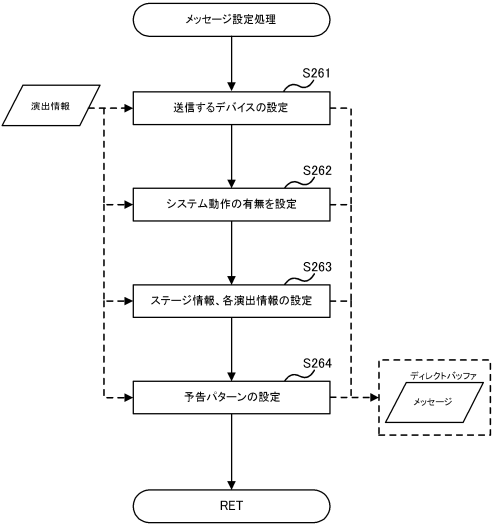 メッセージ設定処理
S261
演出情報
送信するデバイスの設定
S262
システム動作の有無を設定
S263
ステージ情報、各演出情報の設定
S264
予告パターンの設定
ディレクトバッファ
メッセージ
RET